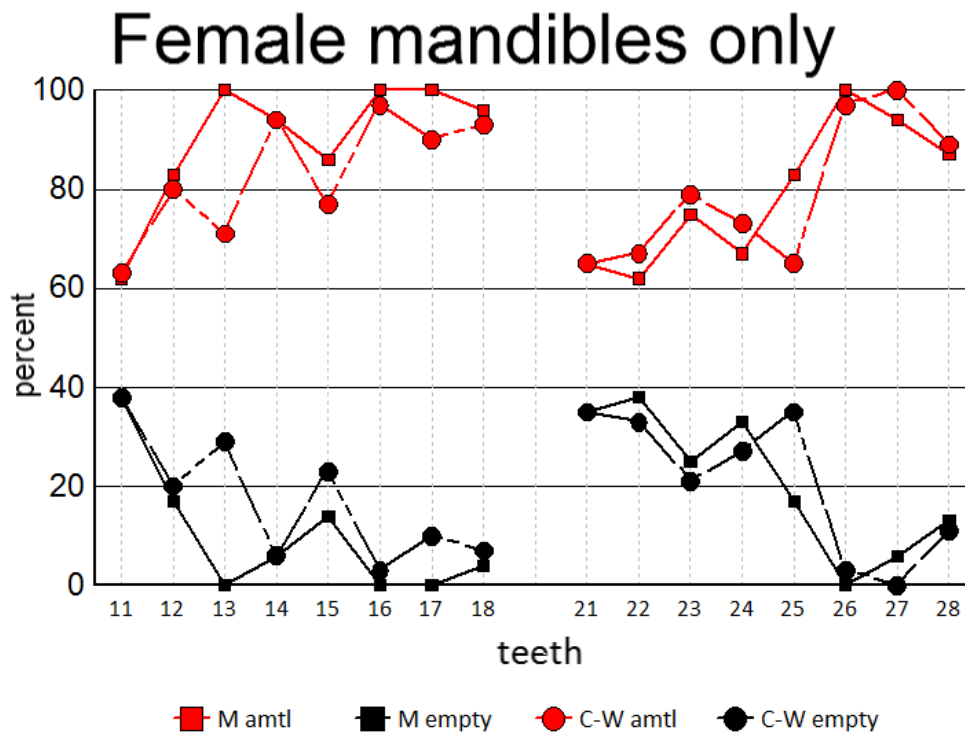 Female mandibles only
100
80
60
40
20
0
percent
11 12 13 14 15 16 17 18 21 22 23 24 25 26 27 28
teeth
M amtl M empty C-W amtl C-W empty